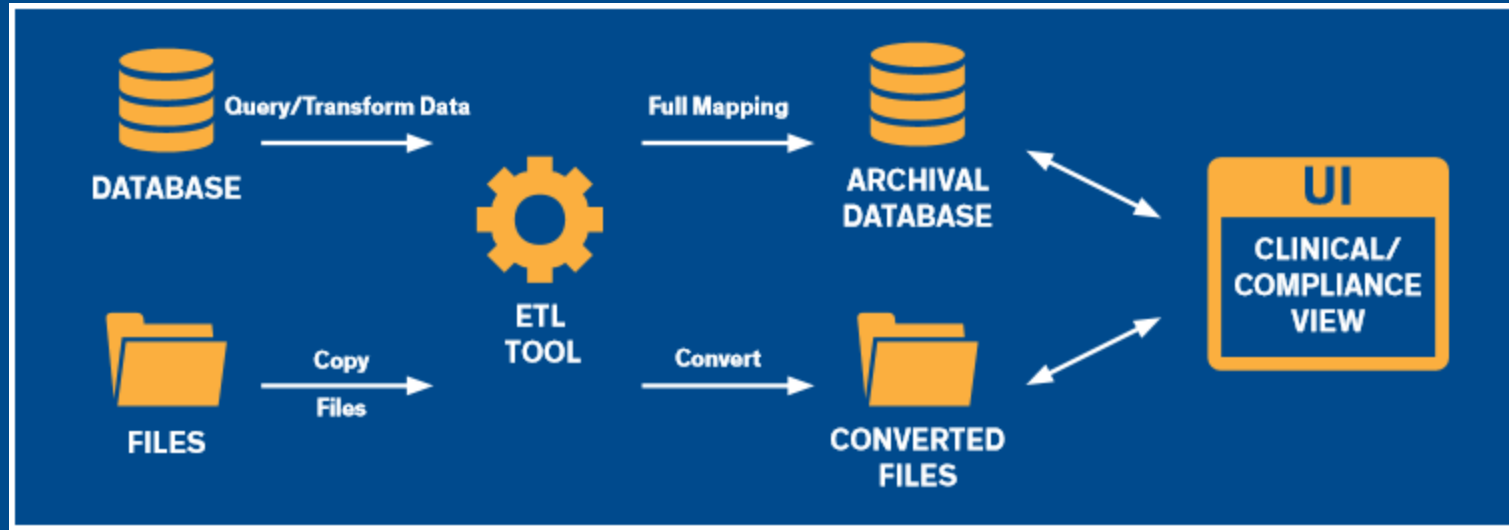 Query/Transform Data
Full Mapping
DATABASE
ARCHIVAL
DATABASE
UI
CLINICAL/
COMPLIANCE
VIEW
ETL
TOOL
Copy
Files
Convert
FILES
CONVERTED
FILES